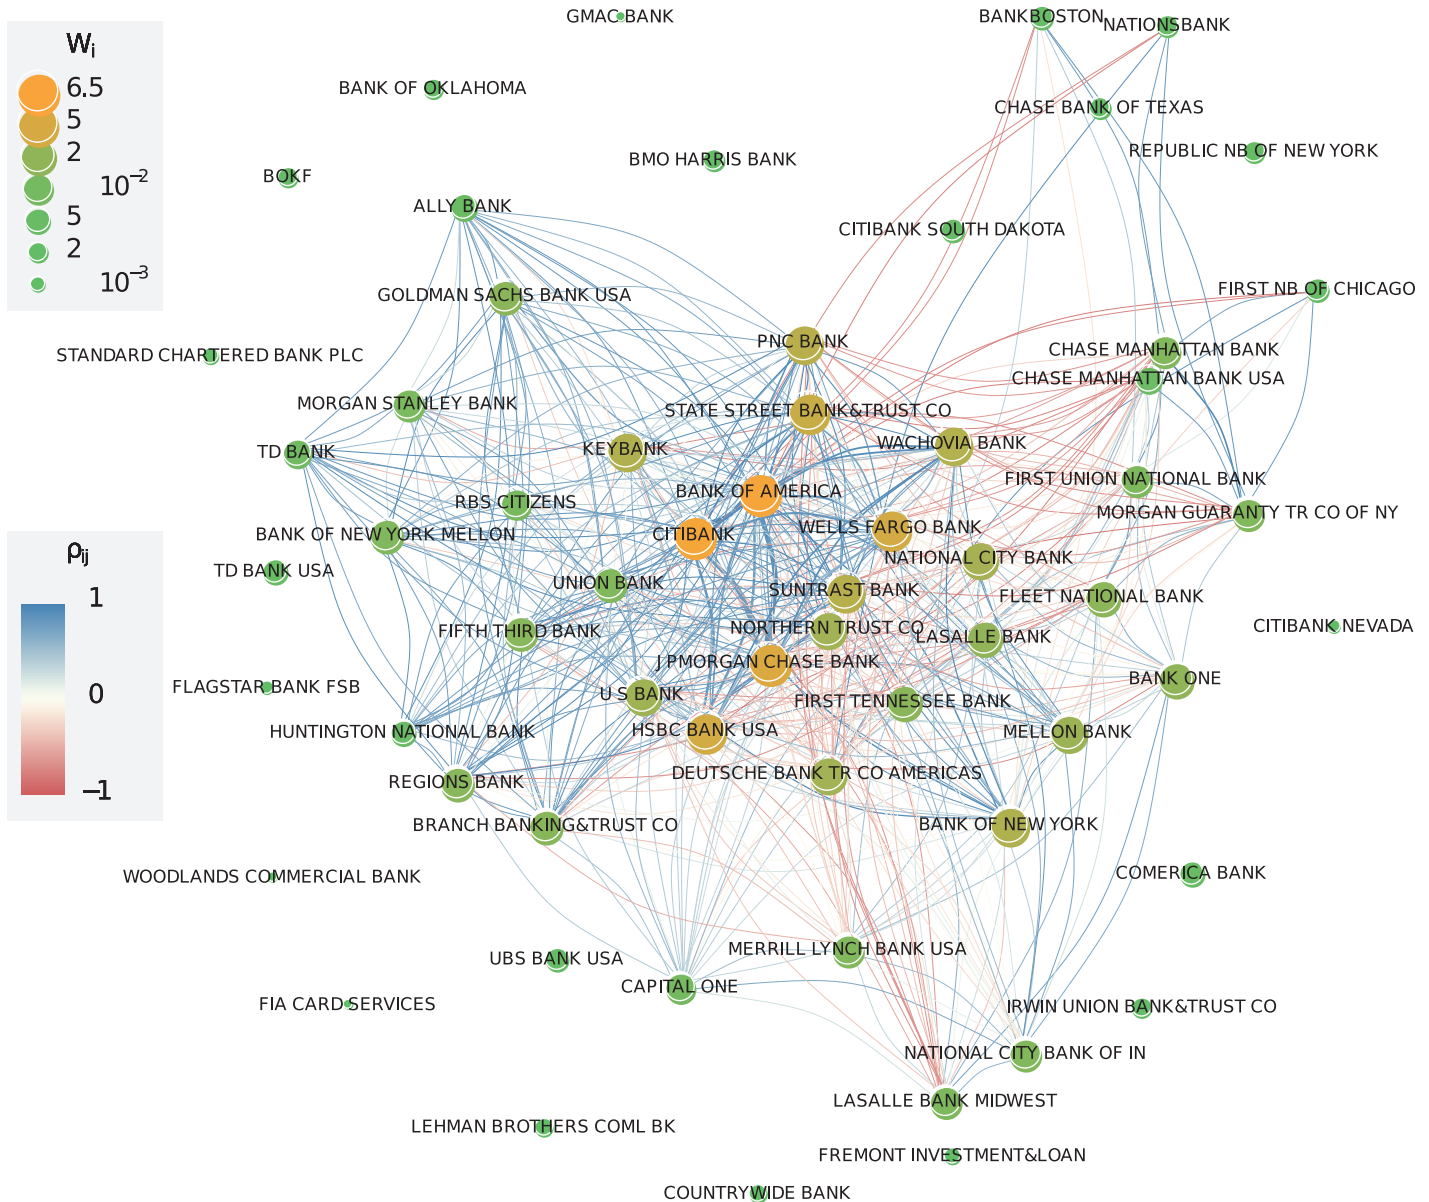 GMAC BANK
BANKBOSTON
NATIONSBANK
W_i
6.5
5
2
10⁻²
5
2
10⁻³
BANK OF OKLAHOMA
CHASE BANK OF TEXAS
REPUBLIC NB OF NEW YORK
BMO HARRIS BANK
BOKF
ALLY BANK
CITIBANK SOUTH DAKOTA
GOLDMAN SACHS BANK USA
FIRST NB OF CHICAGO
PNC BANK
CHASE MANHATTAN BANK
STANDARD CHARTERED BANK PLC
CHASE MANHATTAN BANK USA
MORGAN STANLEY BANK
STATE STREET BANK&TRUST CO
WACHOVIA BANK
KEYBANK
TD BANK
FIRST UNION NATIONAL BANK
BANK OF AMERICA
RBS CITIZENS
MORGAN GUARANTY TR CO OF NY
WELLS FARGO BANK
BANK OF NEW YORK MELLON
CITIBANK
NATIONAL CITY BANK
TD BANK USA
UNION BANK
SUNTRAST BANK
FLEET NATIONAL BANK
ρ_ij
1
0
−1
FIFTH THIRD BANK
NORTHERN TRUST CO
LASALLE BANK
CITIBANK NEVADA
J PMORGAN CHASE BANK
BANK ONE
FLAGSTAR BANK FSB
U S BANK
FIRST TENNESSEE BANK
HUNTINGTON NATIONAL BANK
HSBC BANK USA
MELLON BANK
REGIONS BANK
DEUTSCHE BANK TR CO AMERICAS
BRANCH BANKING&TRUST CO
BANK OF NEW YORK
WOODLANDS COMMERCIAL BANK
COMERICA BANK
MERRILL LYNCH BANK USA
UBS BANK USA
CAPITAL ONE
FIA CARD SERVICES
IRWIN UNION BANK&TRUST CO
NATIONAL CITY BANK OF IN
LASALLE BANK MIDWEST
LEHMAN BROTHERS COML BK
FREMONT INVESTMENT&LOAN
COUNTRYWIDE BANK